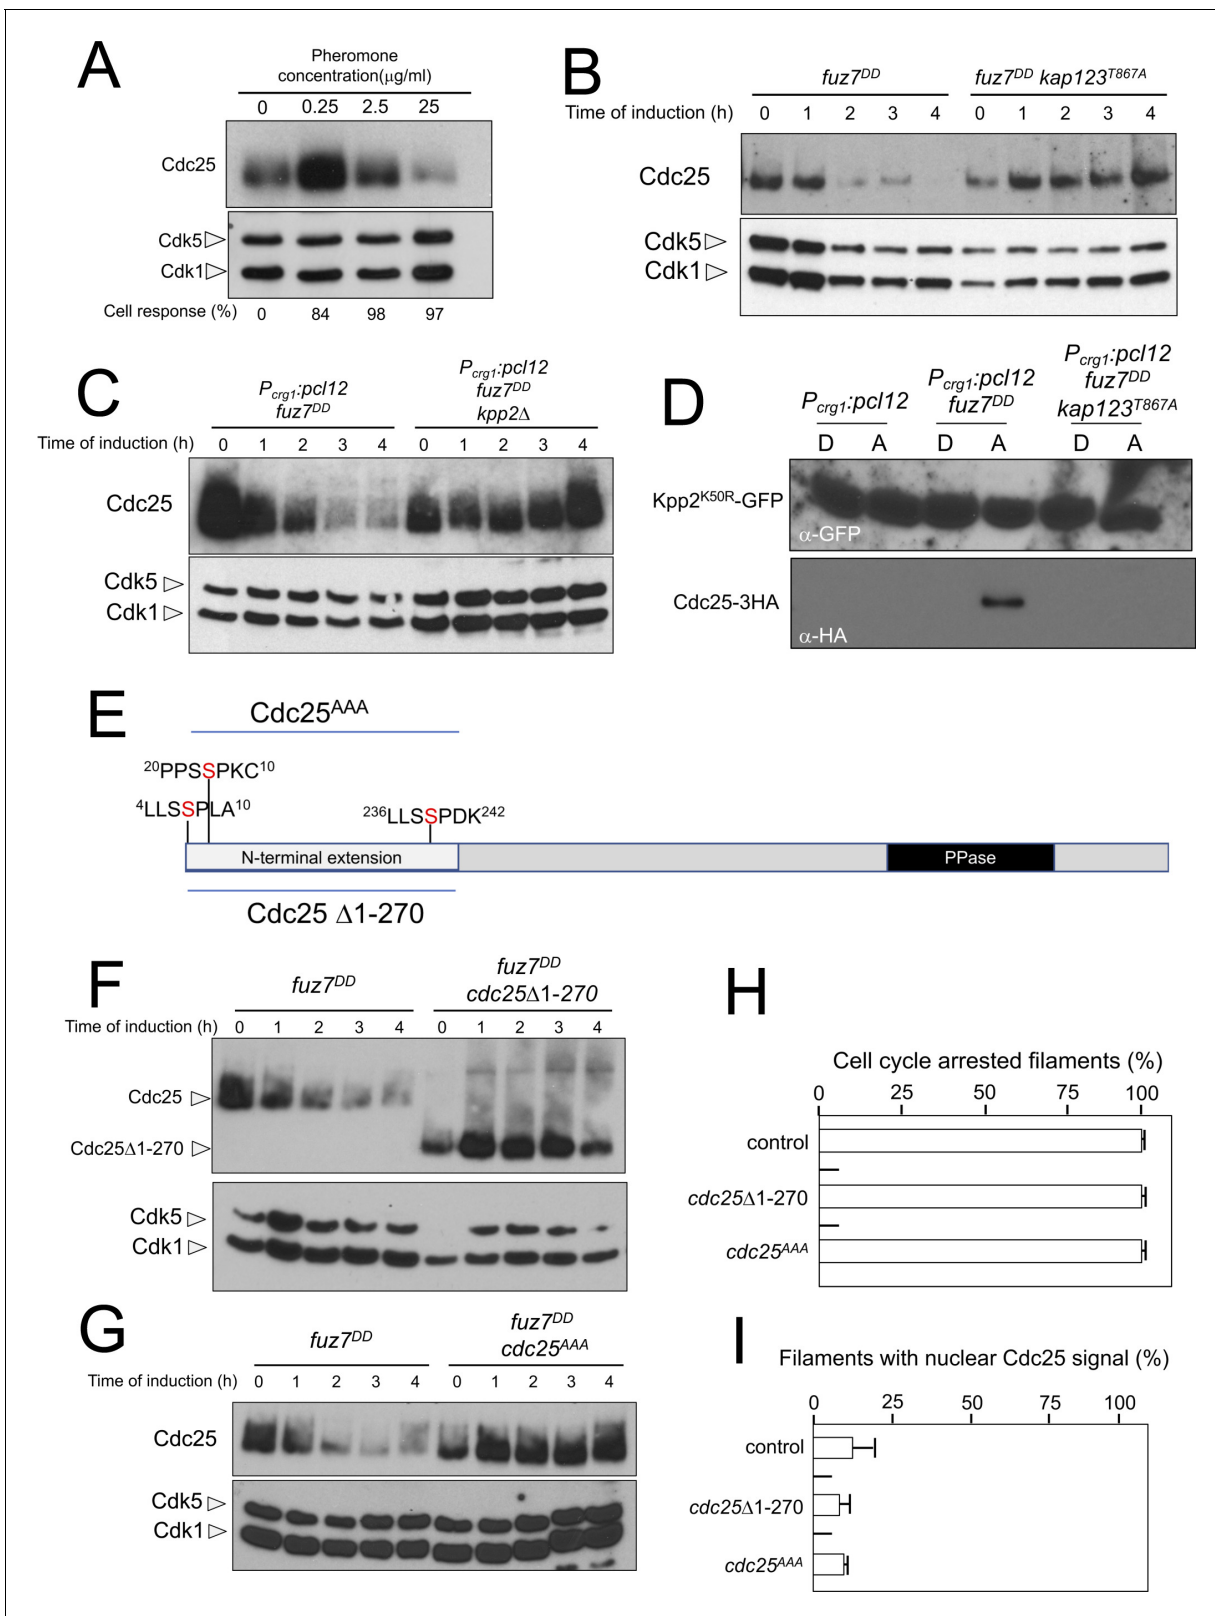 A
Pheromone
concentration(µg/ml)
0 0.25 2.5 25
Cdc25
Cdk5
Cdk1
Cell response (%) 0 84 98 97
B
fuz7DD fuz7DD kap123T867A
Time of induction (h) 0 1 2 3 4 0 1 2 3 4
Cdc25
Cdk5
Cdk1
C
Pcrg1:pcl12
fuz7DD
Pcrg1:pcl12
fuz7DD
kpp2Δ
Time of induction (h) 0 1 2 3 4 0 1 2 3 4
Cdc25
Cdk5
Cdk1
D
Pcrg1:pcl12
Pcrg1:pcl12
fuz7DD
Pcrg1:pcl12
fuz7DD
kap123T867A
D A D A D A
Kpp2K50R-GFP
α-GFP
Cdc25-3HA
α-HA
E
Cdc25AAA
20PPSSPKC10
4LLSSPLA10
236LLSSPDK242
N-terminal extension
PPase
Cdc25 Δ1-270
F
fuz7DD
fuz7DD
cdc25Δ1-270
Time of induction (h) 0 1 2 3 4 0 1 2 3 4
Cdc25
Cdc25Δ1-270
Cdk5
Cdk1
G
fuz7DD
fuz7DD
cdc25AAA
Time of induction (h) 0 1 2 3 4 0 1 2 3 4
Cdc25
Cdk5
Cdk1
H
Cell cycle arrested filaments (%)
0 25 50 75 100
control
cdc25Δ1-270
cdc25AAA
I
Filaments with nuclear Cdc25 signal (%)
0 25 50 75 100
control
cdc25Δ1-270
cdc25AAA